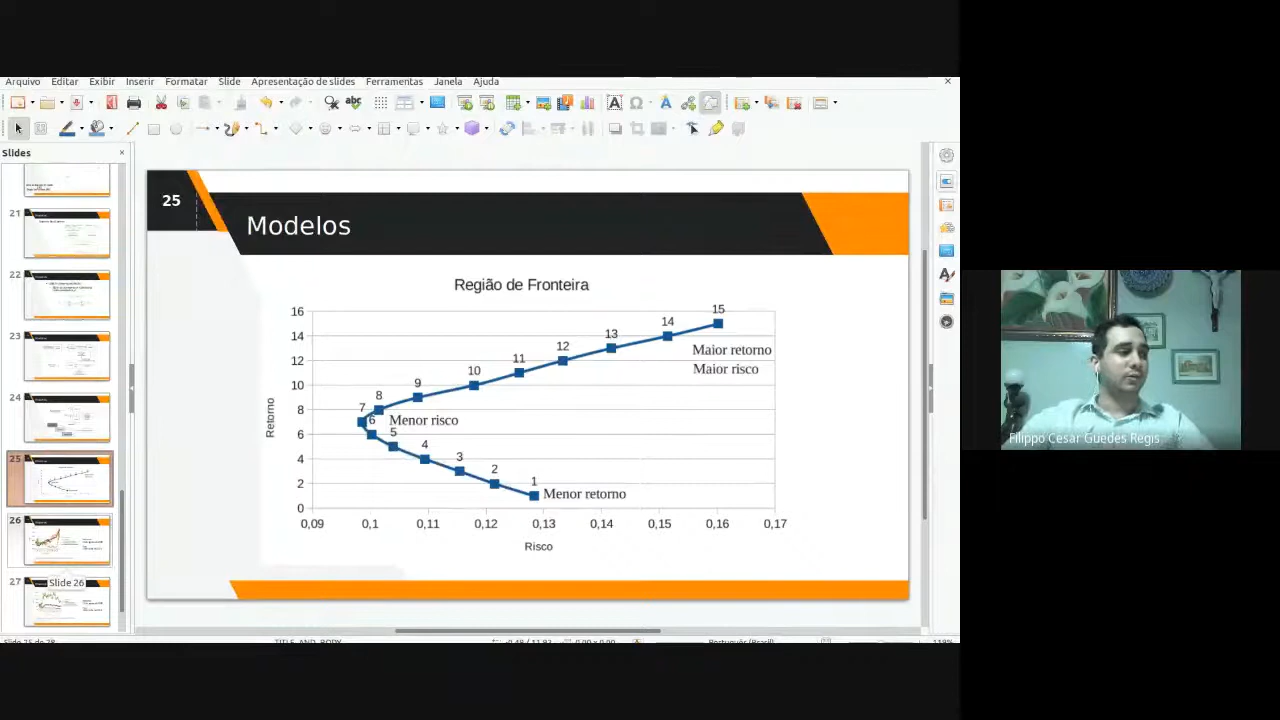 Arquivo Editar Exibir Inserir Formatar Slide Apresentação de slides Ferramentas Janela Ajuda
Slides
21
22
23
24
25
26
Slide 26
27
25
Modelos
Região de Fronteira
Retorno
16
14
12
10
8
6
4
2
0
15
14
13
12
11
10
9
8
7
6
5
4
3
2
1
Maior retorno
Maior risco
Menor risco
Menor retorno
0,09 0,1 0,11 0,12 0,13 0,14 0,15 0,16 0,17
Risco
Filippo Cesar Guedes Regis